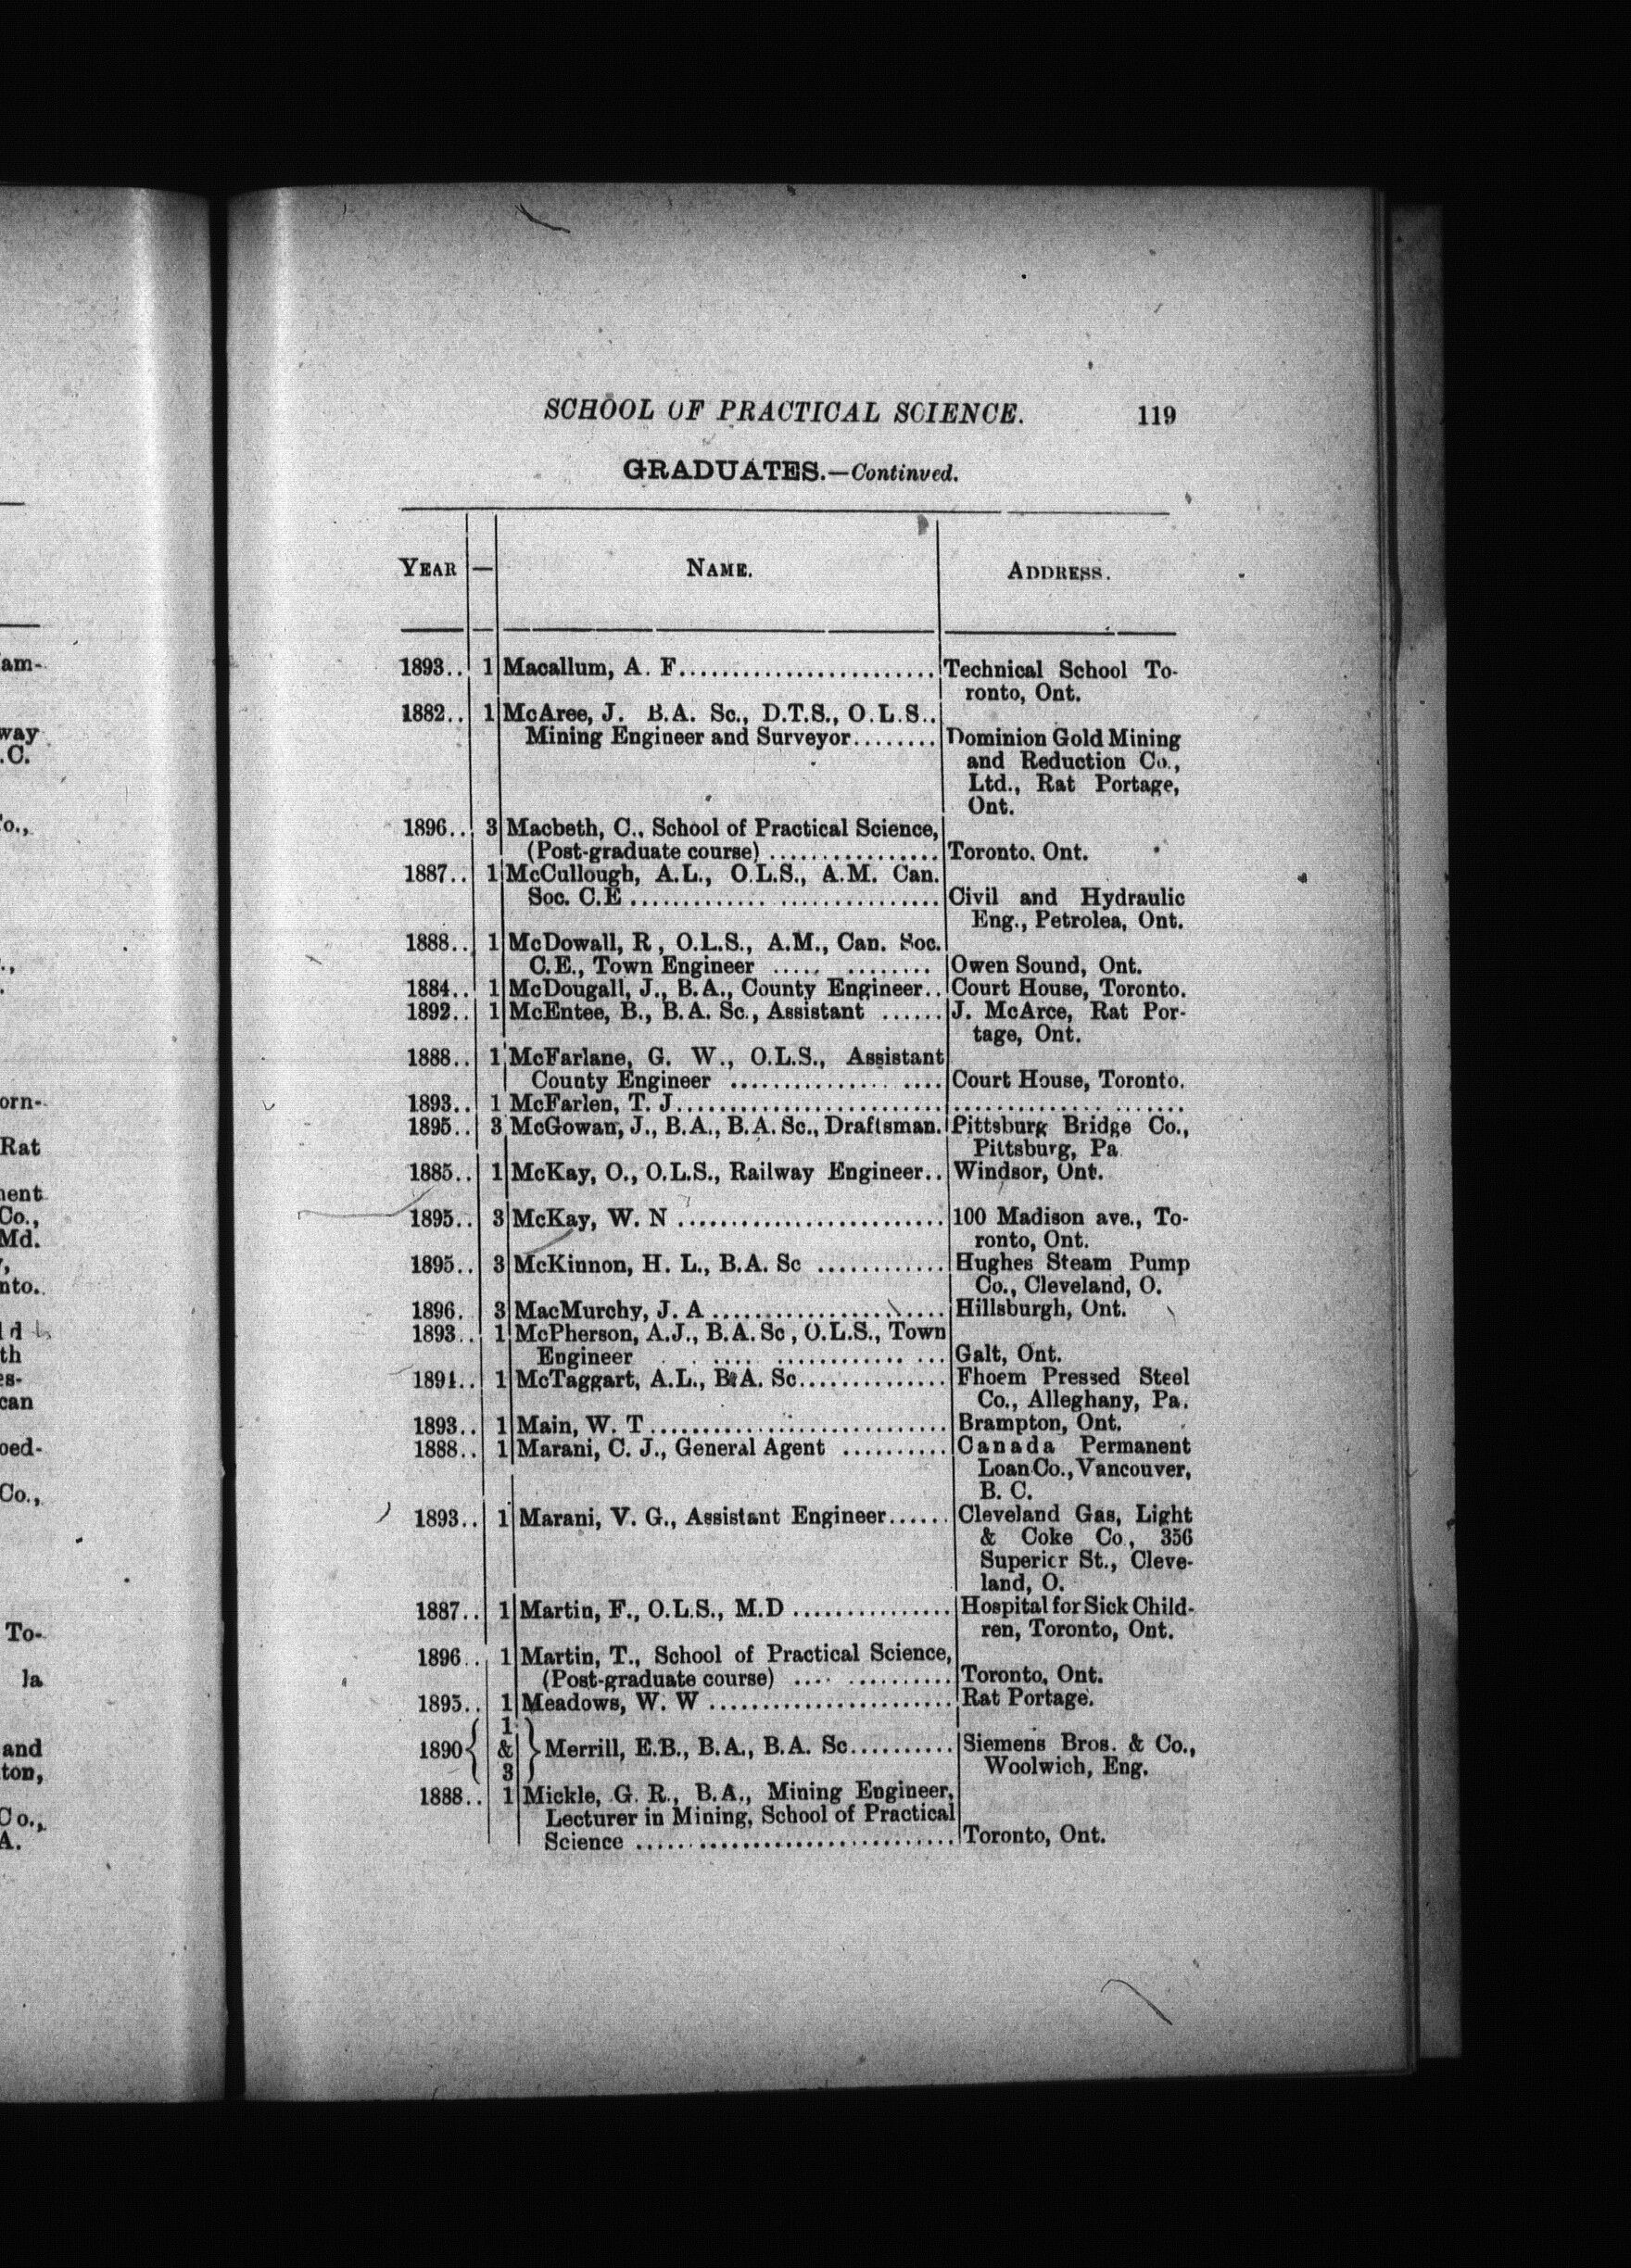 SCHOOL OF PRACTICAL SCIENCE. 119
GRADUATES.—Continued.
YEAR — NAME. ADDRESS.
1893.. 1 Macallum, A. F........................ Technical School To-
ronto, Ont.
1882.. 1 McAree, J. B.A. Sc., D.T.S., O.L.S..
Mining Engineer and Surveyor........ Dominion Gold Mining
and Reduction Co.,
Ltd., Rat Portage,
Ont.
1896.. 3 Macbeth, C., School of Practical Science,
(Post-graduate course) ................ Toronto. Ont.
1887.. 1 McCullough, A.L., O.L.S., A.M. Can.
Soc. C.E ............. ............... Civil and Hydraulic
Eng., Petrolea, Ont.
1888.. 1 McDowall, R , O.L.S., A.M., Can. Soc.
C.E., Town Engineer ..... ........ Owen Sound, Ont.
1884.. 1 McDougall, J., B.A., County Engineer.. Court House, Toronto.
1892.. 1 McEntee, B., B.A. Sc., Assistant ...... J. McArce, Rat Por-
tage, Ont.
1888.. 1 McFarlane, G. W., O.L.S., Assistant
County Engineer ............... .... Court House, Toronto.
1893.. 1 McFarlen, T. J......................... .............. .......
1895.. 3 McGowan, J., B.A., B.A. Sc., Draftsman. Pittsburg Bridge Co.,
Pittsburg, Pa
1885.. 1 McKay, O., O.L.S., Railway Engineer.. Windsor, Ont.
1895.. 3 McKay, W. N ......................... 100 Madison ave., To-
ronto, Ont.
1895.. 3 McKinnon, H. L., B.A. Sc ............ Hughes Steam Pump
Co., Cleveland, O.
1896. 3 MacMurchy, J. A ...................... Hillsburgh, Ont.
1893.. 1 McPherson, A.J., B.A. Sc , O.L.S., Town
Engineer . . .... ............ ... Galt, Ont.
1891.. 1 McTaggart, A.L., B.A. Sc.............. Fhoem Pressed Steel
Co., Alleghany, Pa.
1893.. 1 Main, W. T............................ Brampton, Ont.
1888.. 1 Marani, C. J., General Agent .......... Canada Permanent
Loan Co., Vancouver,
B. C.
1893.. 1 Marani, V. G., Assistant Engineer...... Cleveland Gas, Light
& Coke Co., 356
Superior St., Cleve-
land, O.
1887.. 1 Martin, F., O.L.S., M.D ............... Hospital for Sick Child-
ren, Toronto, Ont.
1896.. 1 Martin, T., School of Practical Science,
(Post-graduate course) .... .......... Toronto, Ont.
1895.. 1 Meadows, W. W ....................... Rat Portage.
1890 { 1 & 3 } Merrill, E.B., B.A., B.A. Sc.......... Siemens Bros. & Co.,
Woolwich, Eng.
1888.. 1 Mickle, G. R., B.A., Mining Engineer,
Lecturer in Mining, School of Practical
Science .............................. Toronto, Ont.